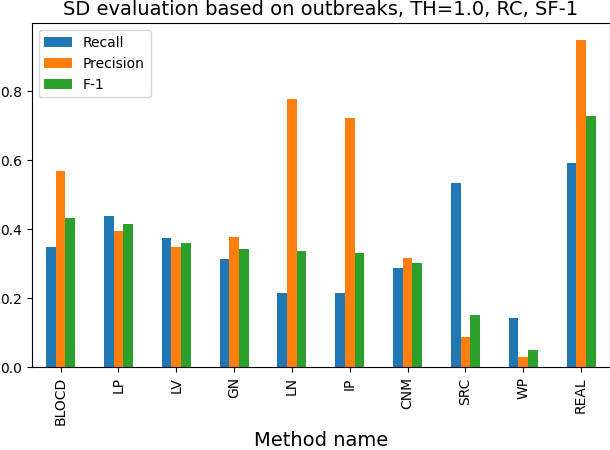 SD evaluation based on outbreaks, TH=1.0, RC, SF-1
Recall
Precision
F-1
0.8
0.6
0.4
0.2
0.0
BLOCD
LP
LV
GN
LN
IP
CNM
SRC
WP
REAL
Method name